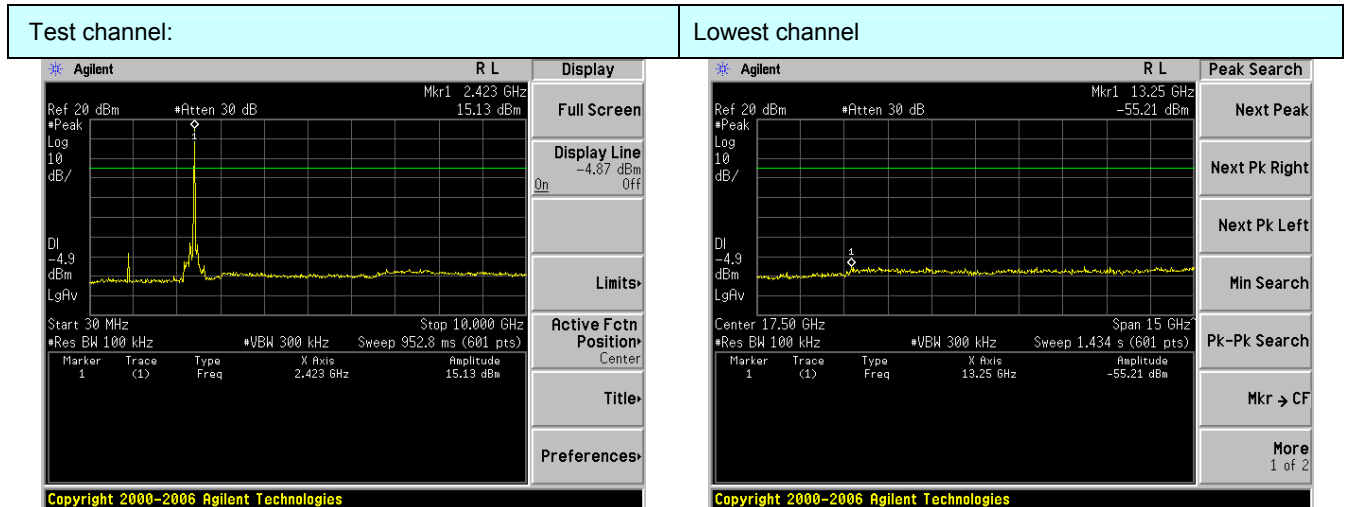 Test channel:
Lowest channel
Agilent
R L
Display
Mkr1 2.423 GHz
Ref 20 dBm #Atten 30 dB 15.13 dBm
#Peak
Log
10
dB/
1
DI
-4.9
dBm
LgAv
Start 30 MHz Stop 10.000 GHz
#Res BW 100 kHz #VBW 300 kHz Sweep 952.8 ms (601 pts)
Marker Trace Type X Axis Amplitude
1 (1) Freq 2.423 GHz 15.13 dBm
Full Screen
Display Line
-4.87 dBm
On Off
Limits
Active Fctn
Position
Center
Title
Preferences
Copyright 2000-2006 Agilent Technologies
Agilent
R L
Peak Search
Mkr1 13.25 GHz
Ref 20 dBm #Atten 30 dB -55.21 dBm
#Peak
Log
10
dB/
1
DI
-4.9
dBm
LgAv
Center 17.50 GHz Span 15 GHz^
#Res BW 100 kHz #VBW 300 kHz Sweep 1.434 s (601 pts)
Marker Trace Type X Axis Amplitude
1 (1) Freq 13.25 GHz -55.21 dBm
Next Peak
Next Pk Right
Next Pk Left
Min Search
Pk-Pk Search
Mkr → CF
More
1 of 2
Copyright 2000-2006 Agilent Technologies